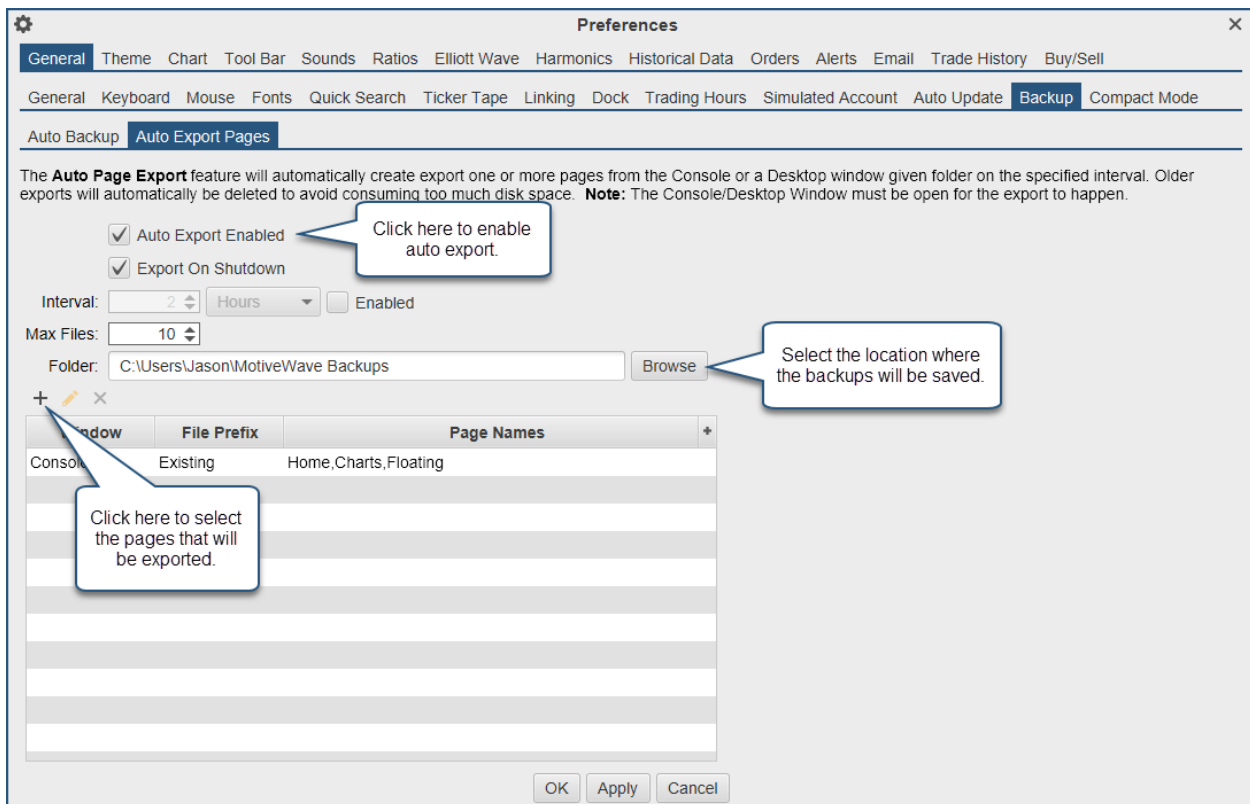 Preferences
General Theme Chart Tool Bar Sounds Ratios Elliott Wave Harmonics Historical Data Orders Alerts Email Trade History Buy/Sell
General Keyboard Mouse Fonts Quick Search Ticker Tape Linking Dock Trading Hours Simulated Account Auto Update Backup Compact Mode
Auto Backup Auto Export Pages
The Auto Page Export feature will automatically create export one or more pages from the Console or a Desktop window given folder on the specified interval. Older
exports will automatically be deleted to avoid consuming too much disk space. Note: The Console/Desktop Window must be open for the export to happen.
Auto Export Enabled
Click here to enable
auto export.
Export On Shutdown
Interval: 2 Hours Enabled
Max Files: 10
Folder: C:\Users\Jason\MotiveWave Backups Browse
Select the location where
the backups will be saved.
Window File Prefix Page Names +
Console Existing Home,Charts,Floating
Click here to select
the pages that will
be exported.
OK Apply Cancel